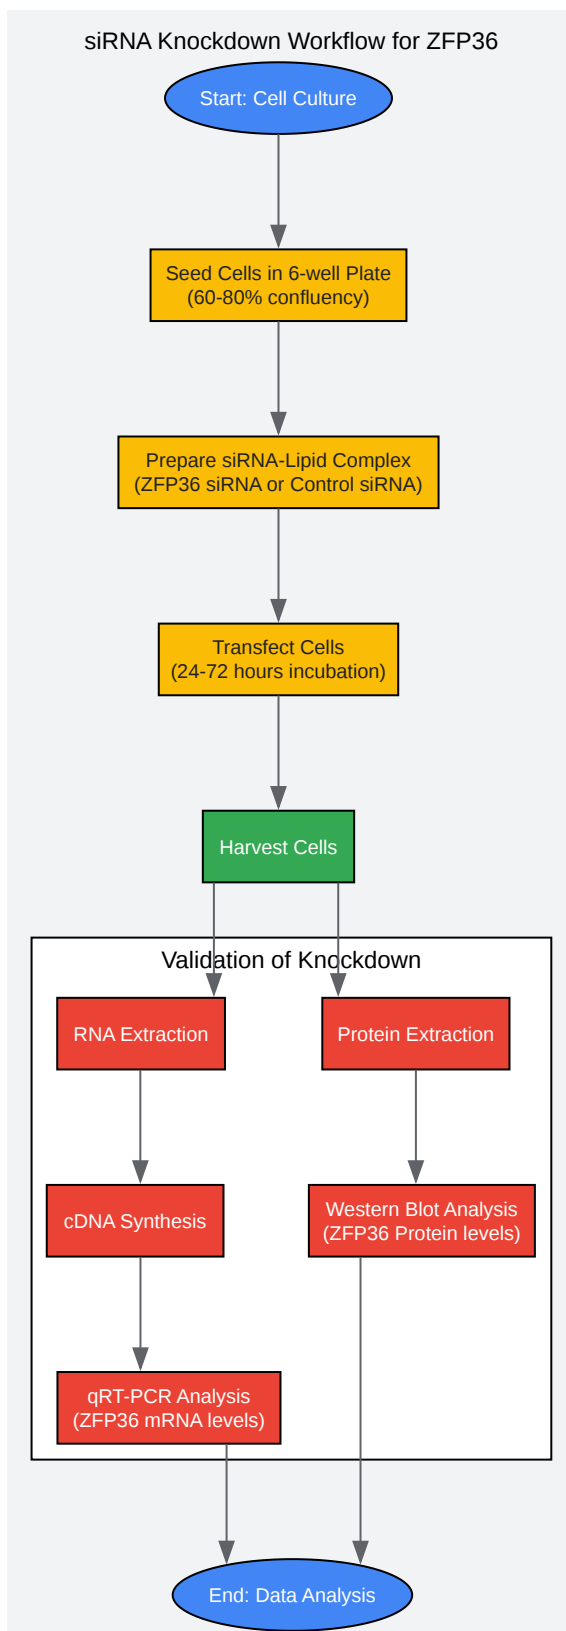 siRNA Knockdown Workflow for ZFP36
Start: Cell Culture
Seed Cells in 6-well Plate
(60-80% confluency)
Prepare siRNA-Lipid Complex
(ZFP36 siRNA or Control siRNA)
Transfect Cells
(24-72 hours incubation)
Harvest Cells
Validation of Knockdown
RNA Extraction
Protein Extraction
cDNA Synthesis
Western Blot Analysis
(ZFP36 Protein levels)
qRT-PCR Analysis
(ZFP36 mRNA levels)
End: Data Analysis